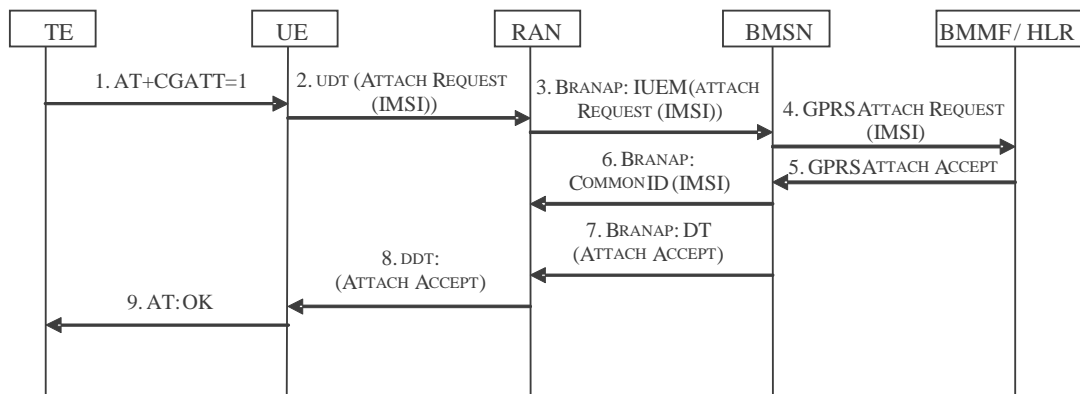 TE
UE
RAN
BMSN
BMMF/ HLR
1. AT+CGATT=1
2. UDT (ATTACH REQUEST
(IMSI))
3. BRANAP: IUEM (ATTACH
REQUEST (IMSI))
4. GPRS ATTACH REQUEST
(IMSI)
5. GPRS ATTACH ACCEPT
6. BRANAP:
COMMON ID (IMSI)
7. BRANAP: DT
(ATTACH ACCEPT)
8. DDT:
(ATTACH ACCEPT)
9. AT: OK